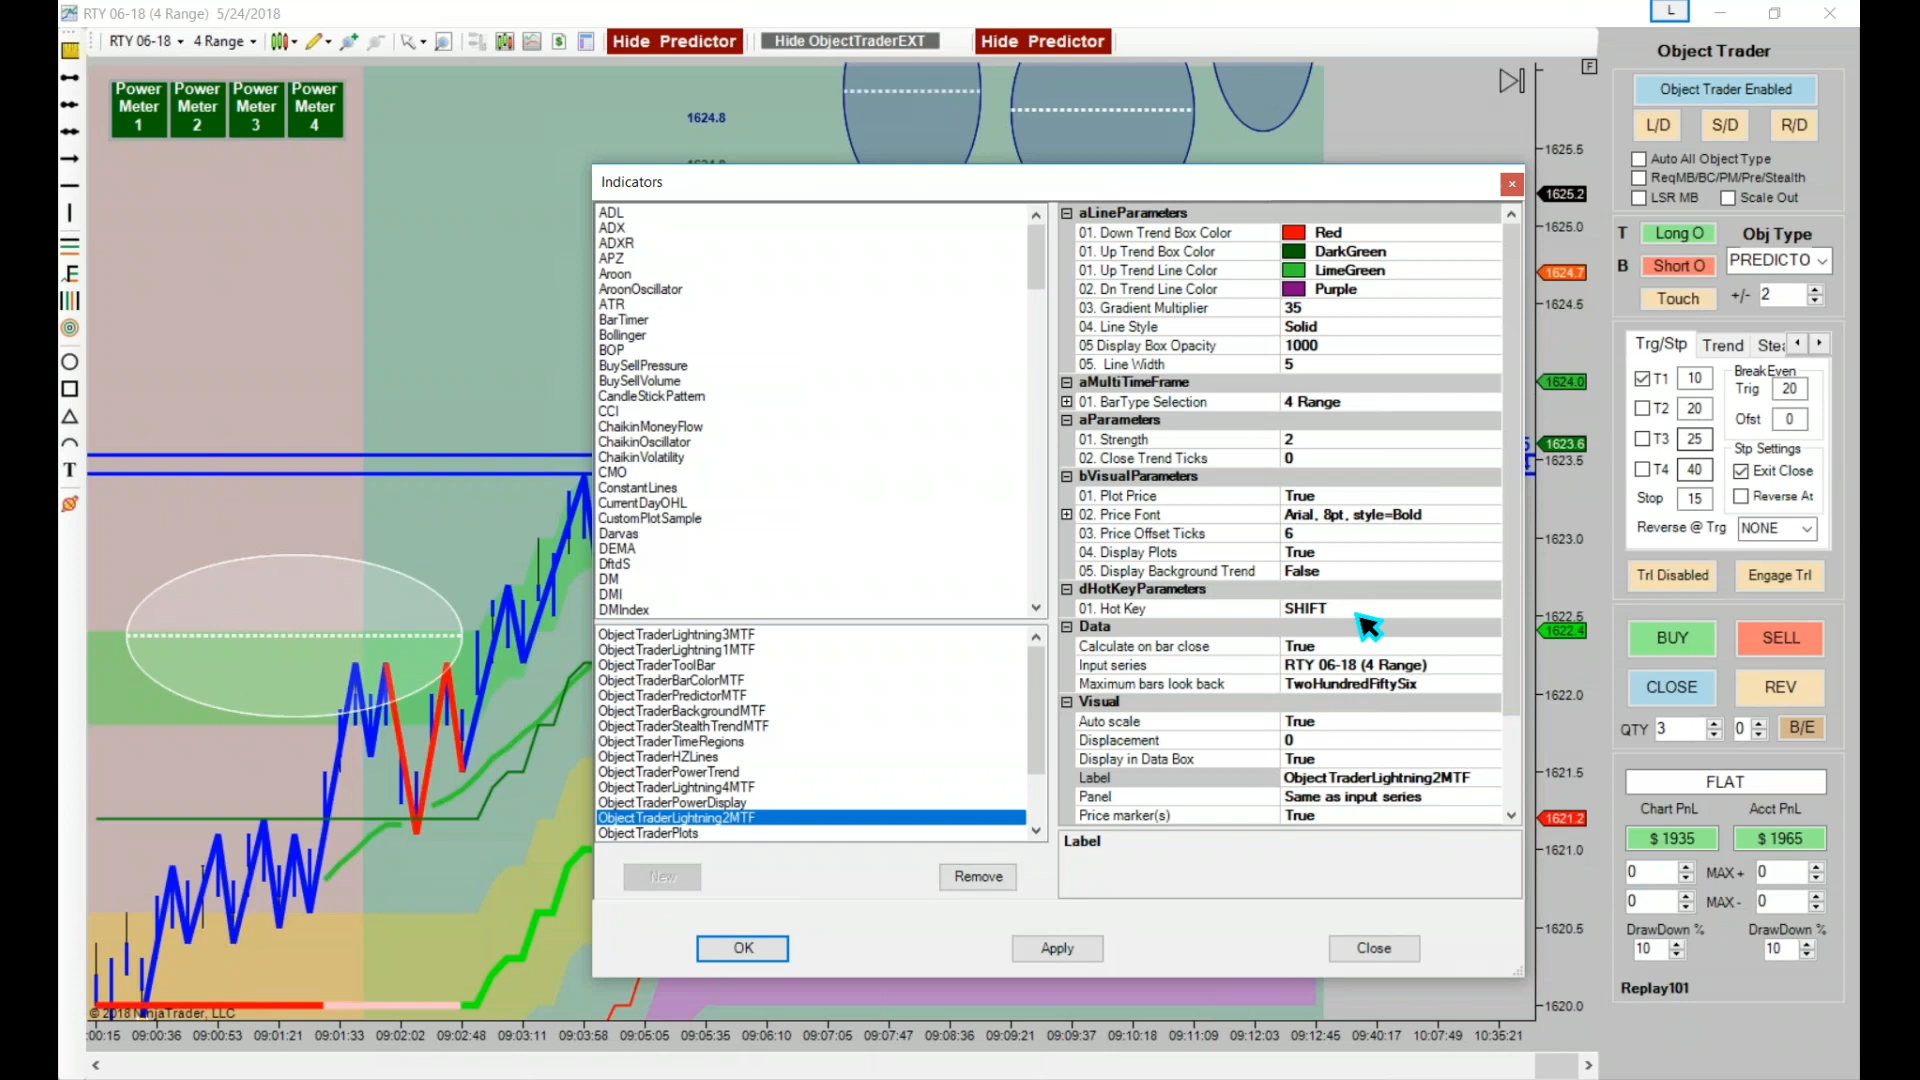 RTY 06-18 (4 Range) 5/24/2018
L
RTY 06-18
4 Range
Hide Predictor
Hide ObjectTraderEXT
Hide Predictor
F
Power Meter 1
Power Meter 2
Power Meter 3
Power Meter 4
1624.8
E
T
© 2018 NinjaTrader, LLC
Indicators
ADL
ADX
ADXR
APZ
Aroon
AroonOscillator
ATR
BarTimer
Bollinger
BOP
BuySellPressure
BuySellVolume
CandleStickPattern
CCI
ChaikinMoneyFlow
ChaikinOscillator
ChaikinVolatility
CMO
ConstantLines
CurrentDayOHL
CustomPlotSample
Darvas
DEMA
DftdS
DM
DMI
DMIndex
ObjectTraderLightning3MTF
ObjectTraderLightning1MTF
ObjectTraderToolBar
ObjectTraderBarColorMTF
ObjectTraderPredictorMTF
ObjectTraderBackgroundMTF
ObjectTraderStealthTrendMTF
ObjectTraderTimeRegions
ObjectTraderHZLines
ObjectTraderPowerTrend
ObjectTraderLightning4MTF
ObjectTraderPowerDisplay
ObjectTraderLightning2MTF
ObjectTraderPlots
New
Remove
aLineParameters
01. Down Trend Box Color Red
01. Up Trend Box Color DarkGreen
01. Up Trend Line Color LimeGreen
02. Dn Trend Line Color Purple
03. Gradient Multiplier 35
04. Line Style Solid
05 Display Box Opacity 1000
05. Line Width 5
aMultiTimeFrame
01. BarType Selection 4 Range
aParameters
01. Strength 2
02. Close Trend Ticks 0
bVisualParameters
01. Plot Price True
02. Price Font Arial, 8pt, style=Bold
03. Price Offset Ticks 6
04. Display Plots True
05. Display Background Trend False
dHotKeyParameters
01. Hot Key SHIFT
Data
Calculate on bar close True
Input series RTY 06-18 (4 Range)
Maximum bars look back TwoHundredFiftySix
Visual
Auto scale True
Displacement 0
Display in Data Box True
Label ObjectTraderLightning2MTF
Panel Same as input series
Price marker(s) True
Label
OK
Apply
Close
1625.5
1625.2
1625.0
1624.7
1624.5
1624.0
1623.6
1623.5
1623.0
1622.5
1622.4
1622.0
1621.5
1621.2
1621.0
1620.5
1620.0
:00:15 09:00:36 09:00:53 09:01:21 09:01:33 09:02:02 09:02:48 09:03:11 09:03:58 09:05:05 09:05:35 09:06:10 09:07:05 09:07:47 09:08:36 09:09:21 09:09:37 09:10:18 09:11:09 09:12:03 09:12:45 09:40:17 10:07:49 10:35:21
Object Trader
Object Trader Enabled
L/D S/D R/D
Auto All Object Type
ReqMB/BC/PM/Pre/Stealth
LSR MB Scale Out
T Long O Obj Type
B Short O PREDICTO
Touch +/- 2
Trg/Stp Trend
T1 10
T2 20
T3 25
T4 40
Stop 15
BreakEven
Trig 20
Ofst 0
Stp Settings
Exit Close
Reverse At
Reverse @ Trg NONE
Trl Disabled Engage Trl
BUY SELL
CLOSE REV
QTY 3 0 B/E
FLAT
Chart PnL Acct PnL
$ 1935 $ 1965
0 MAX + 0
0 MAX - 0
DrawDown % DrawDown %
10 10
Replay101